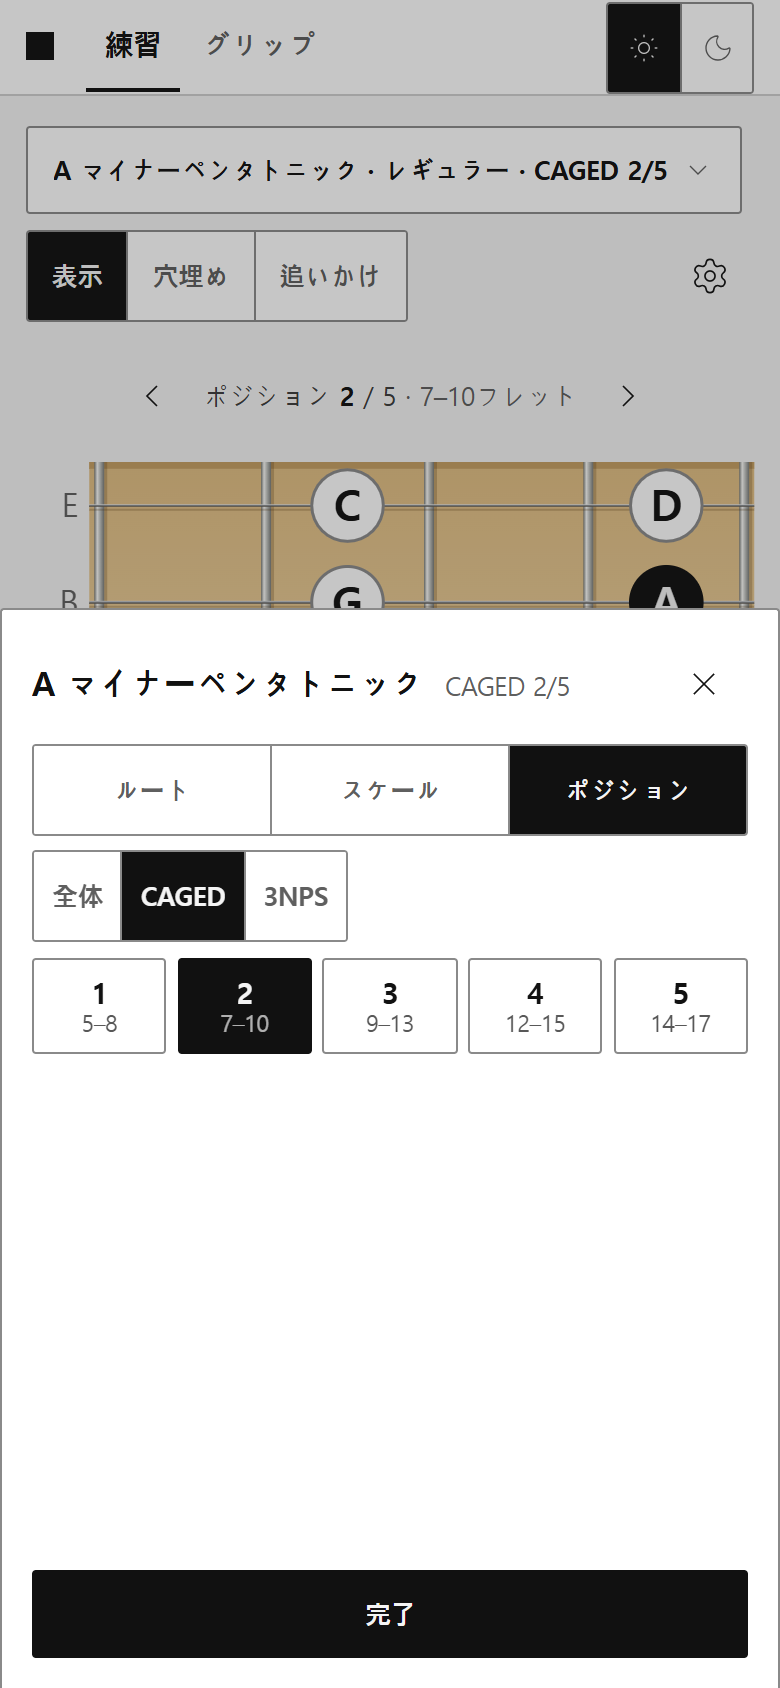 練習 グリップ
A マイナーペンタトニック · レギュラー · CAGED 2/5
表示 穴埋め 追いかけ
ポジション 2 / 5 · 7–10フレット
E C D
B G A
A マイナーペンタトニック CAGED 2/5
ルート スケール ポジション
全体 CAGED 3NPS
1 2 3 4 5
5–8 7–10 9–13 12–15 14–17
完了